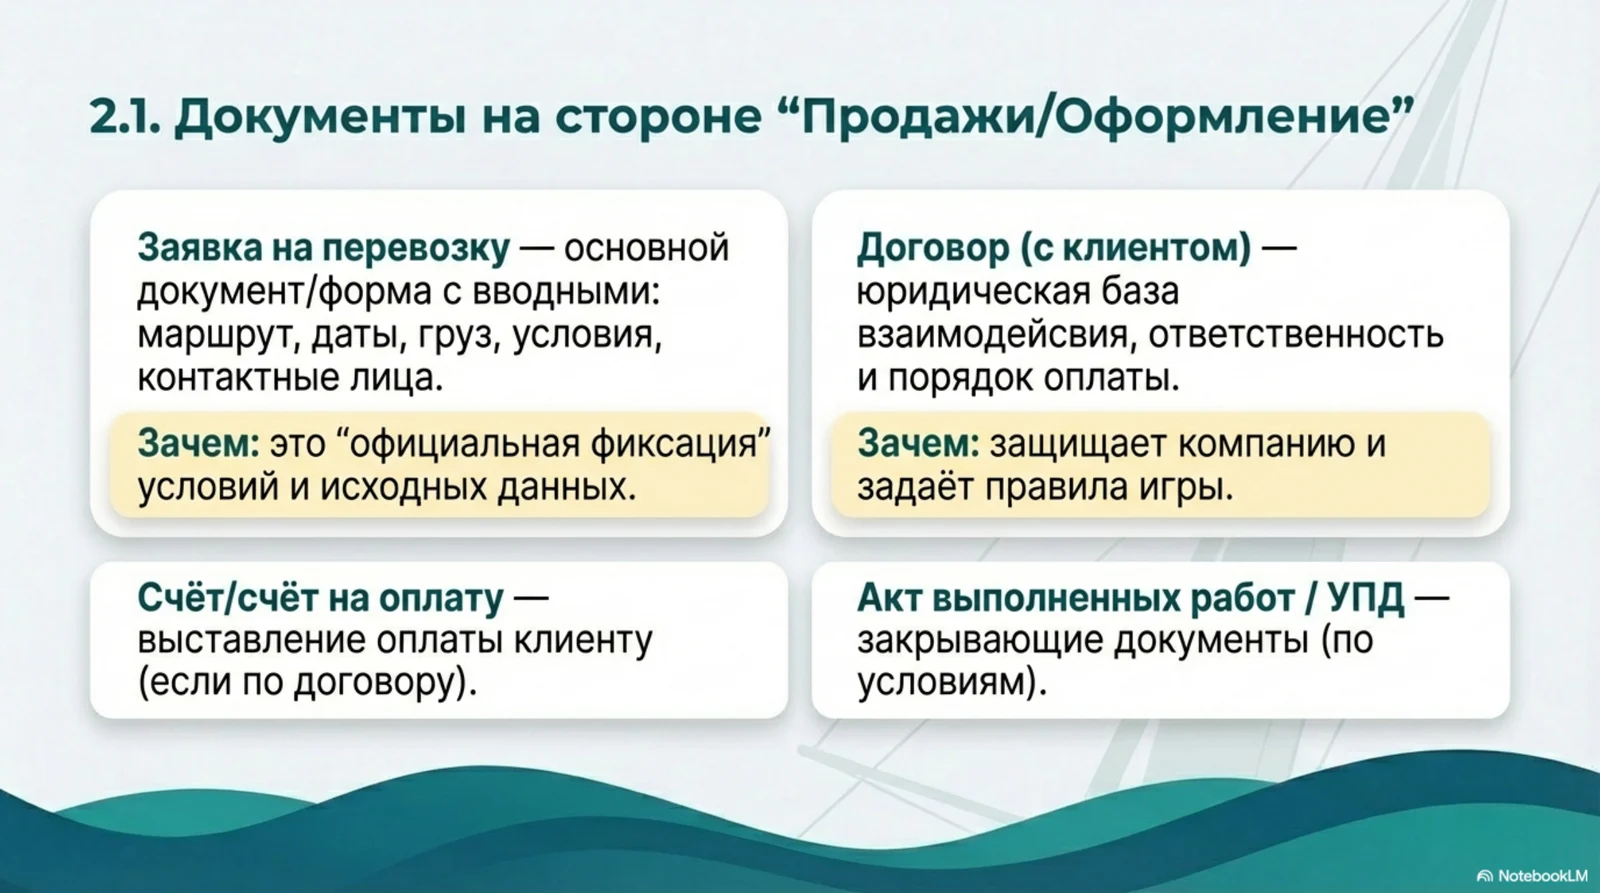 2.1. Документы на стороне “Продажи/Оформление”
Заявка на перевозку — основной
документ/форма с вводными:
маршрут, даты, груз, условия,
контактные лица.
Зачем: это “официальная фиксация”
условий и исходных данных.
Договор (с клиентом) —
юридическая база
взаимодейсвия, ответственность
и порядок оплаты.
Зачем: защищает компанию и
задаёт правила игры.
Счёт/счёт на оплату —
выставление оплаты клиенту
(если по договору).
Акт выполненных работ / УПД —
закрывающие документы (по
условиям).
NotebookLM